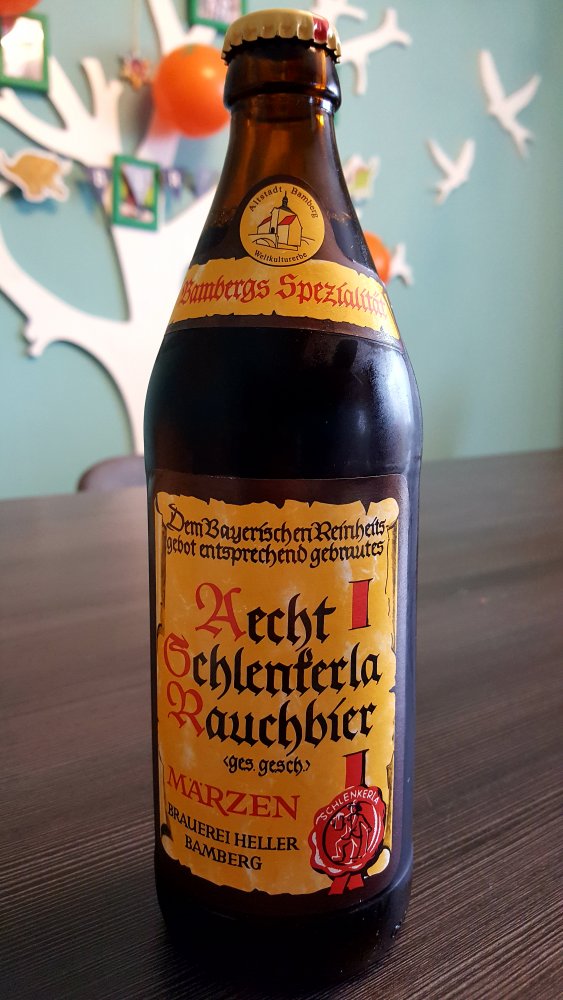 Altstadt Bamberg
Weltkulturerbe
Bambergs Spezialität
Dem Bayerischen Reinheits
gebot entsprechend gebrautes
Aecht
Schlenkerla
Rauchbier
‹ges. gesch.›
MÄRZEN
SCHLENKERLA
BRAUEREI HELLER
BAMBERG